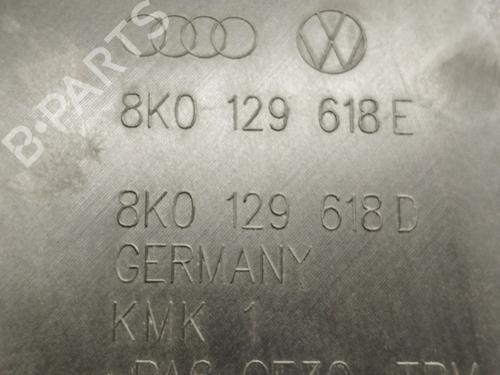 B-PARTS
8K0 129 618 E
8K0 129 618 D
GERMANY
KMK 1